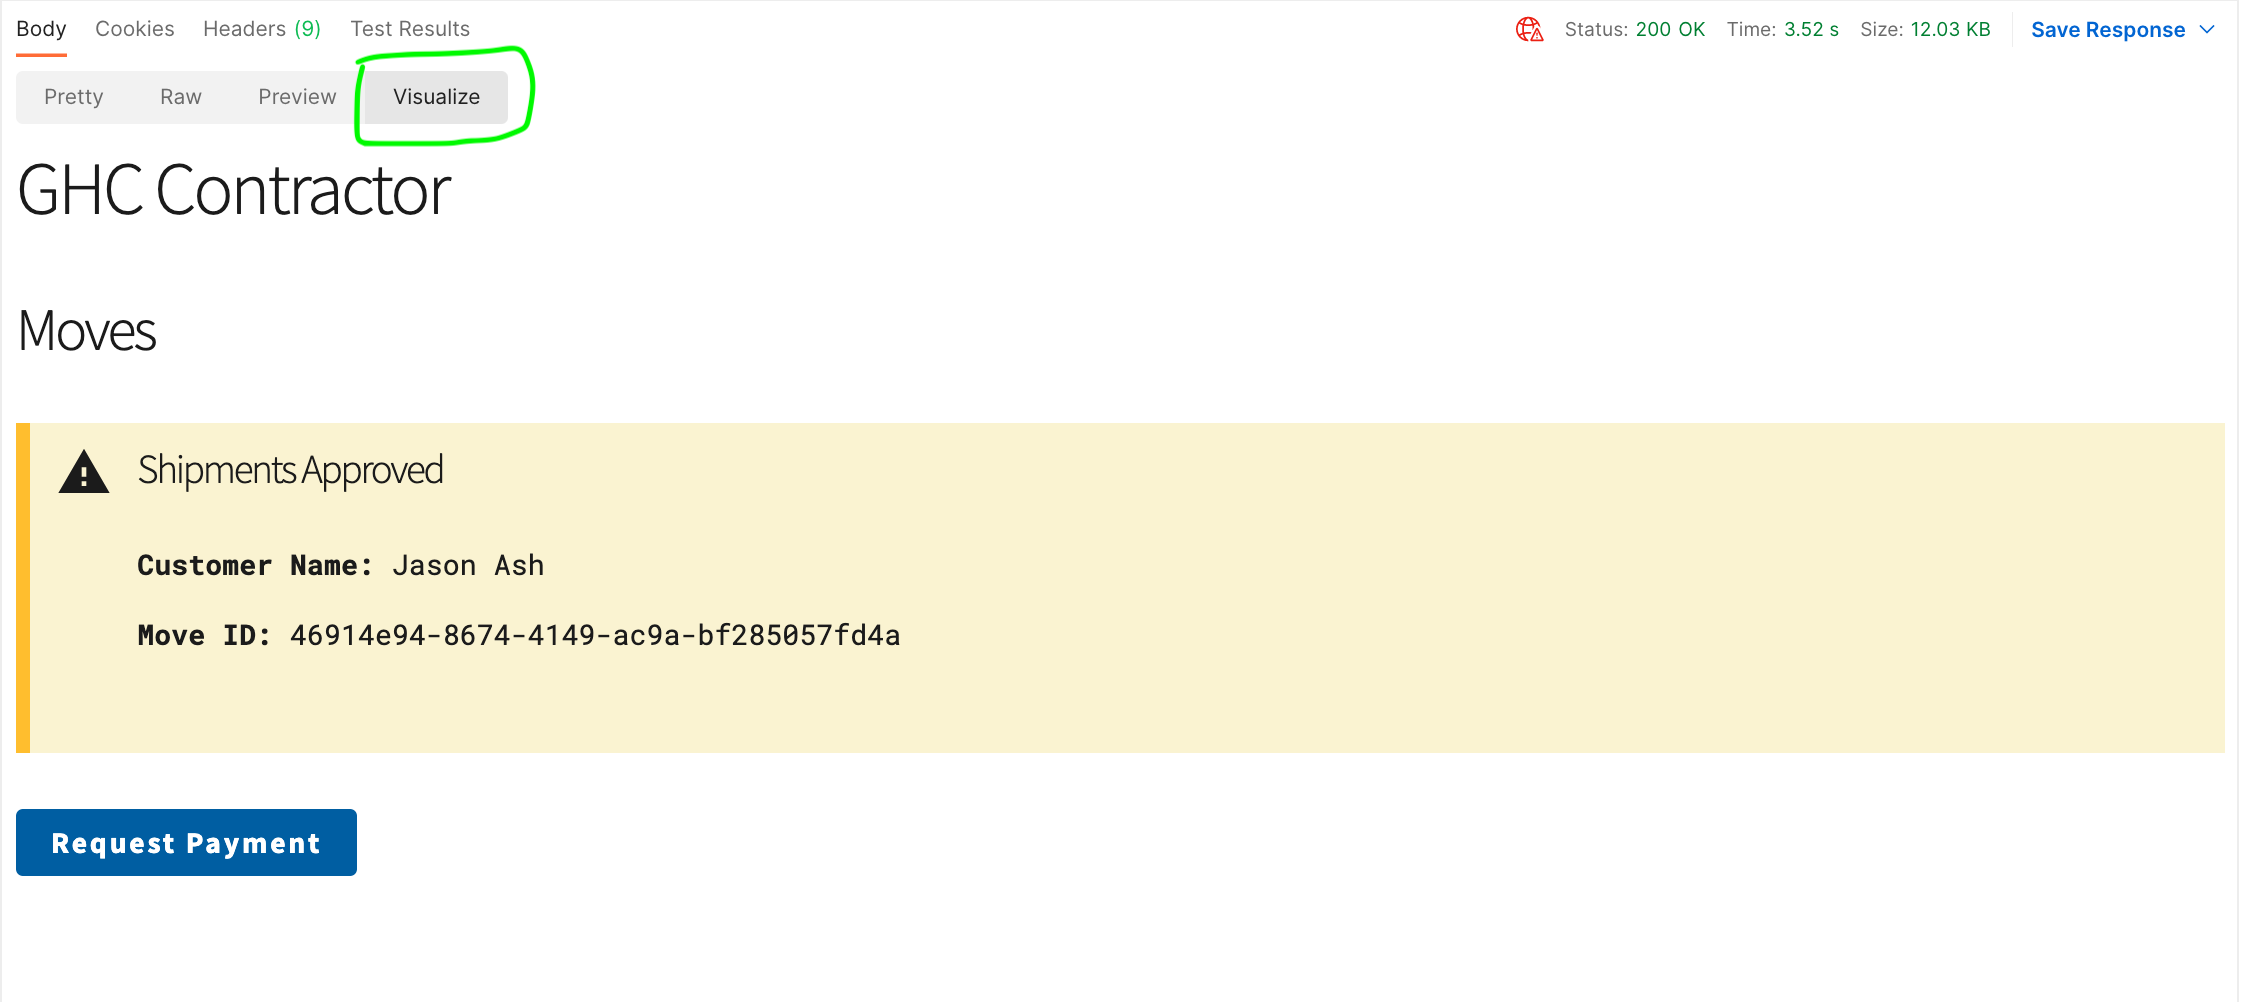 Body Cookies Headers (9) Test Results Status: 200 OK Time: 3.52 s Size: 12.03 KB Save Response
Pretty Raw Preview Visualize
GHC Contractor
Moves
Shipments Approved
Customer Name: Jason Ash
Move ID: 46914e94-8674-4149-ac9a-bf285057fd4a
Request Payment